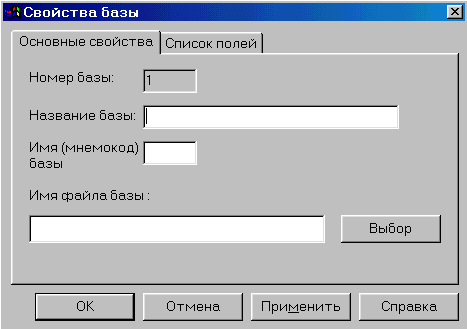 Свойства базы
Основные свойства
Список полей
Номер базы:
1
Название базы:
Имя (мнемокод)
базы
Имя файла базы :
Выбор
OK
Отмена
Применить
Справка